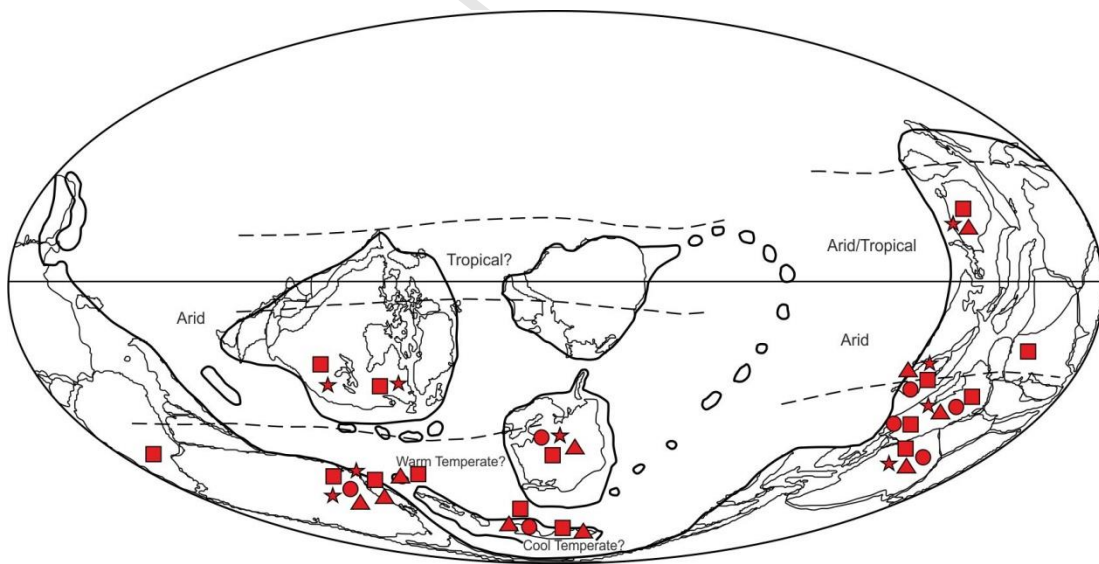 Arid/Tropical
Tropical?
Arid
Arid
Warm Temperate?
Cool Temperate?